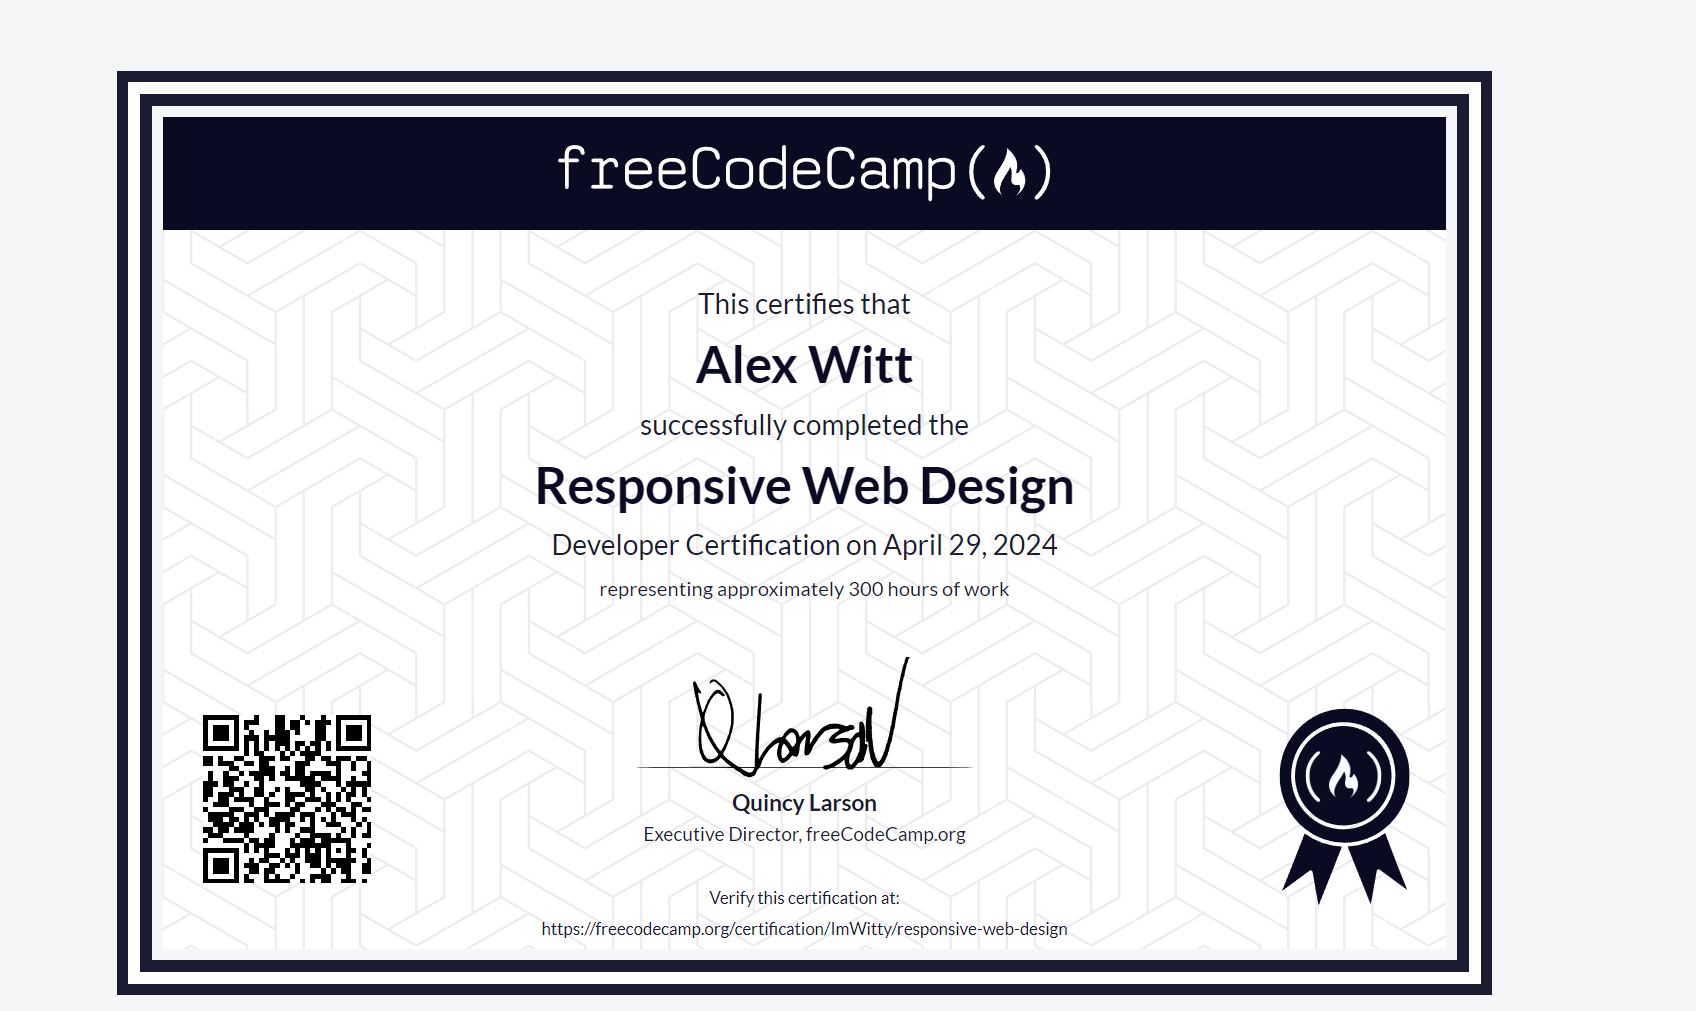 freeCodeCamp
This certifies that
Alex Witt
successfully completed the
Responsive Web Design
Developer Certification on April 29, 2024
representing approximately 300 hours of work
Q Larson
Quincy Larson
Executive Director, freeCodeCamp.org
Verify this certification at:
https://freecodecamp.org/certification/ImWitty/responsive-web-design